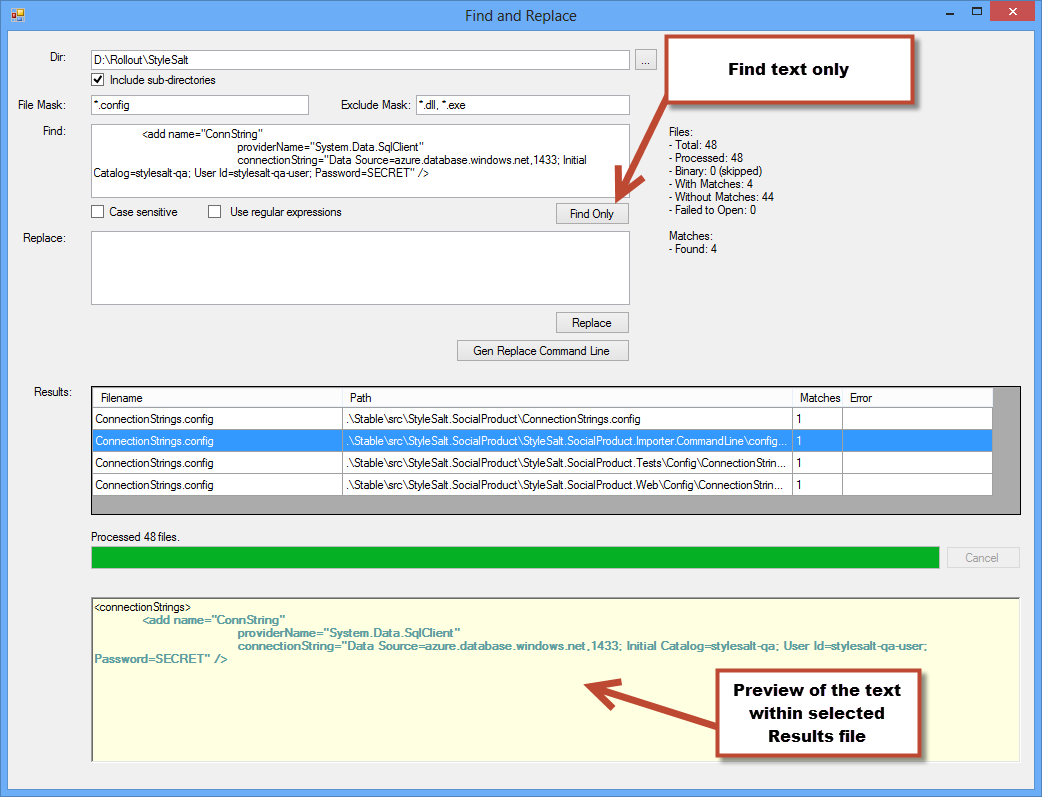 Find and Replace
Dir:
D:\Rollout\StyleSalt
...
Include sub-directories
File Mask:
*.config
Exclude Mask:
*.dll, *.exe
Find:
<add name="ConnString"
providerName="System.Data.SqlClient"
connectionString="Data Source=azure.database.windows.net,1433; Initial
Catalog=stylesalt-qa; User Id=stylesalt-qa-user; Password=SECRET" />
Find text only
Files:
- Total: 48
- Processed: 48
- Binary: 0 (skipped)
- With Matches: 4
- Without Matches: 44
- Failed to Open: 0
Matches:
- Found: 4
Case sensitive
Use regular expressions
Find Only
Replace:
Replace
Gen Replace Command Line
Results:
Filename Path Matches Error
ConnectionStrings.config .\Stable\src\StyleSalt.SocialProduct\ConnectionStrings.config 1
ConnectionStrings.config .\Stable\src\StyleSalt.SocialProduct\StyleSalt.SocialProduct.Importer.CommandLine\config... 1
ConnectionStrings.config .\Stable\src\StyleSalt.SocialProduct\StyleSalt.SocialProduct.Tests\Config\ConnectionStrin... 1
ConnectionStrings.config .\Stable\src\StyleSalt.SocialProduct\StyleSalt.SocialProduct.Web\Config\ConnectionStrin... 1
Processed 48 files.
Cancel
<connectionStrings>
<add name="ConnString"
providerName="System.Data.SqlClient"
connectionString="Data Source=azure.database.windows.net,1433; Initial Catalog=stylesalt-qa; User Id=stylesalt-qa-user;
Password=SECRET" />
Preview of the text
within selected
Results file